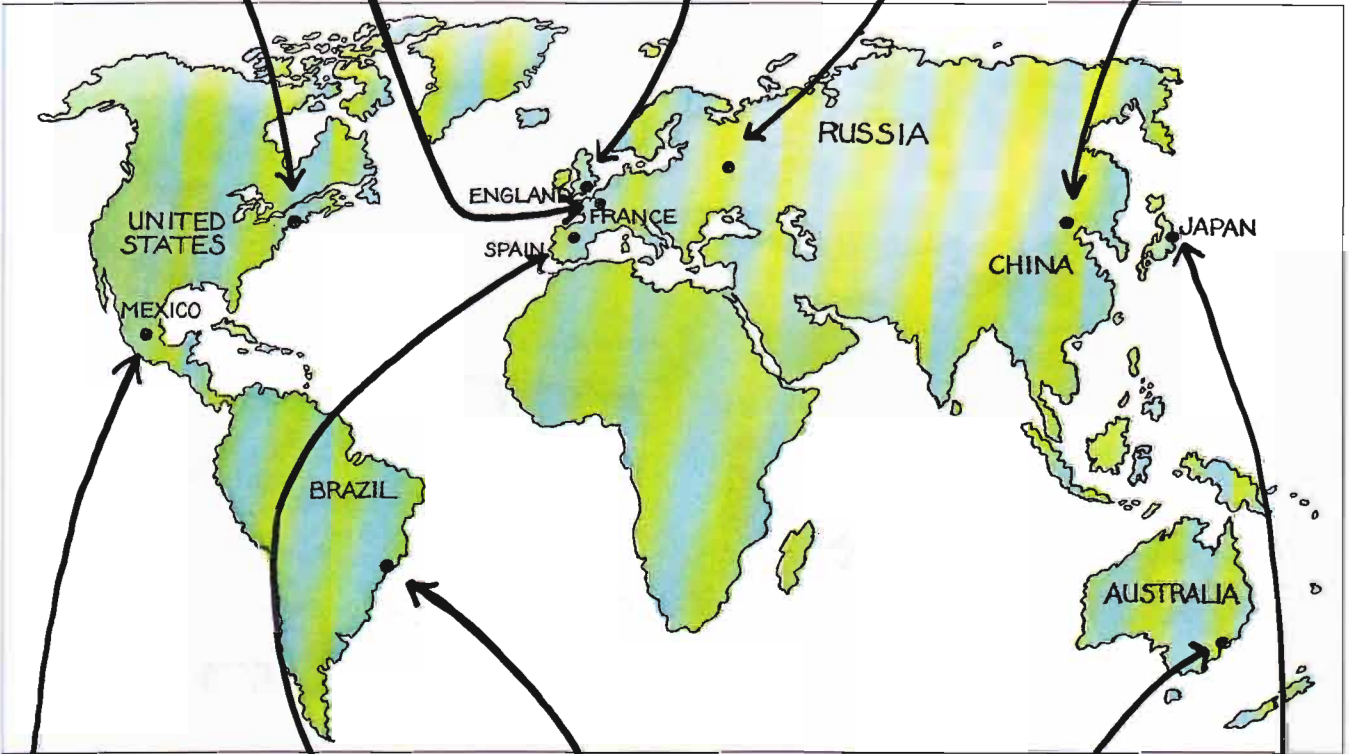 RUSSIA
ENGLAND
FRANCE
UNITED
STATES
SPAIN
JAPAN
CHINA
MEXICO
BRAZIL
AUSTRALIA